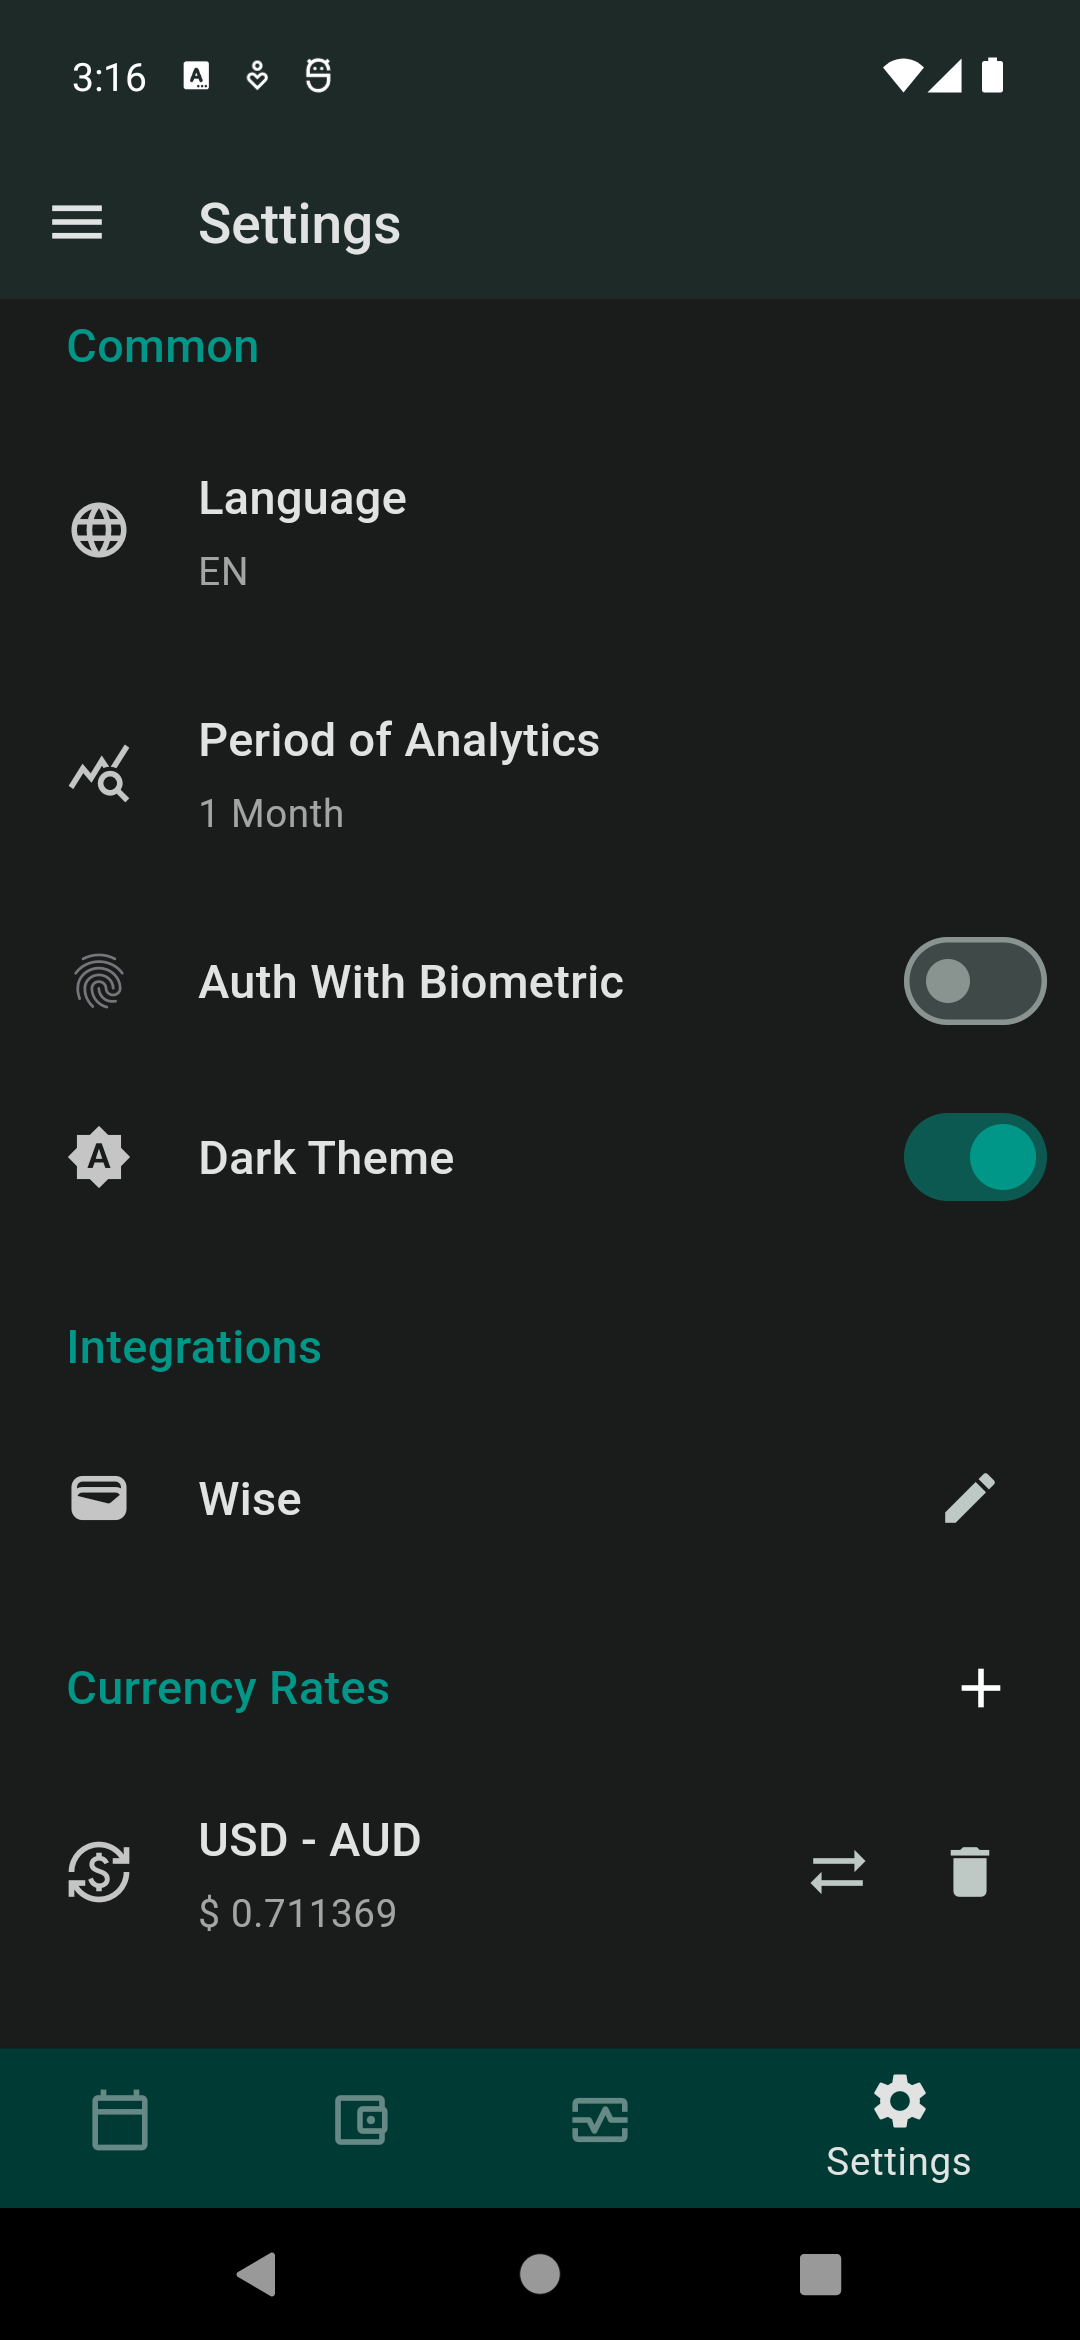 3:16
Settings
Common
Language
EN
Period of Analytics
1 Month
Auth With Biometric
Dark Theme
Integrations
Wise
Currency Rates
USD - AUD
$ 0.711369
Settings